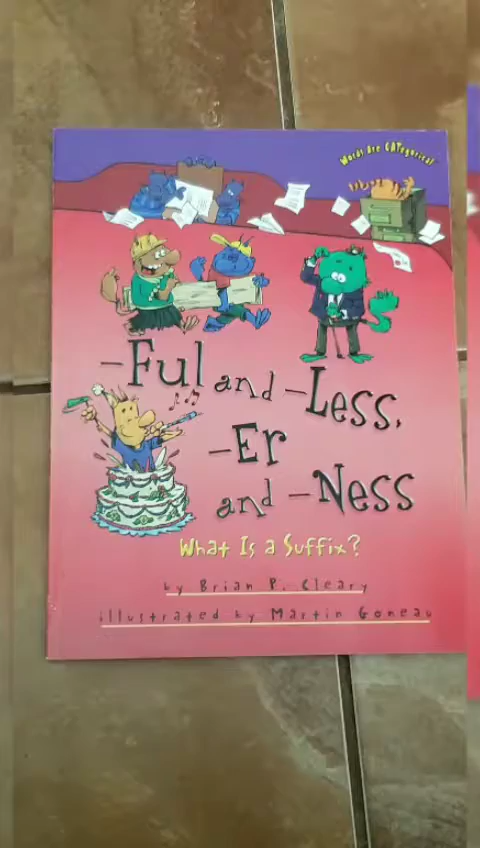 Words Are CATegorical
–Ful and –Less,
–Er
and –Ness
What Is a Suffix?
by Brian P. Cleary
illustrated by Martin Goneau